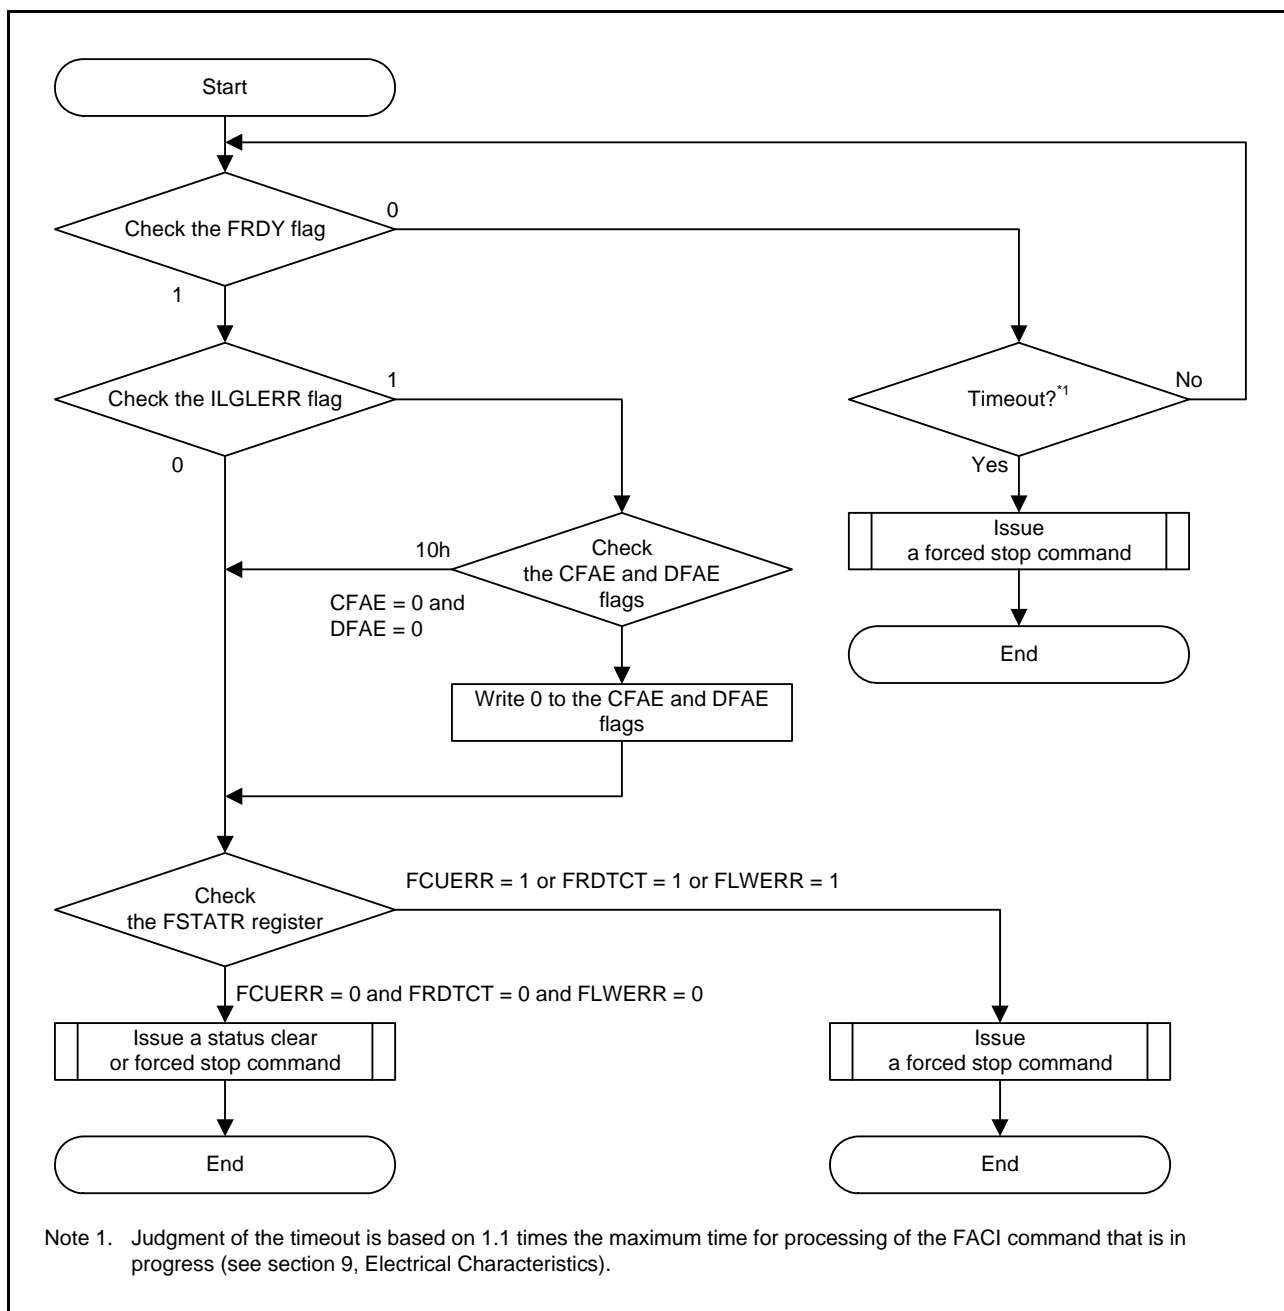 Start
Check the FRDY flag
0
1
Check the ILGLERR flag
1
0
Timeout?*1
No
Yes
Issue
a forced stop command
End
10h
Check
the CFAE and DFAE
flags
CFAE = 0 and
DFAE = 0
Write 0 to the CFAE and DFAE
flags
Check
the FSTATR register
FCUERR = 1 or FRDTCT = 1 or FLWERR = 1
FCUERR = 0 and FRDTCT = 0 and FLWERR = 0
Issue a status clear
or forced stop command
End
Issue
a forced stop command
End
Note 1. Judgment of the timeout is based on 1.1 times the maximum time for processing of the FACI command that is in
progress (see section 9, Electrical Characteristics).